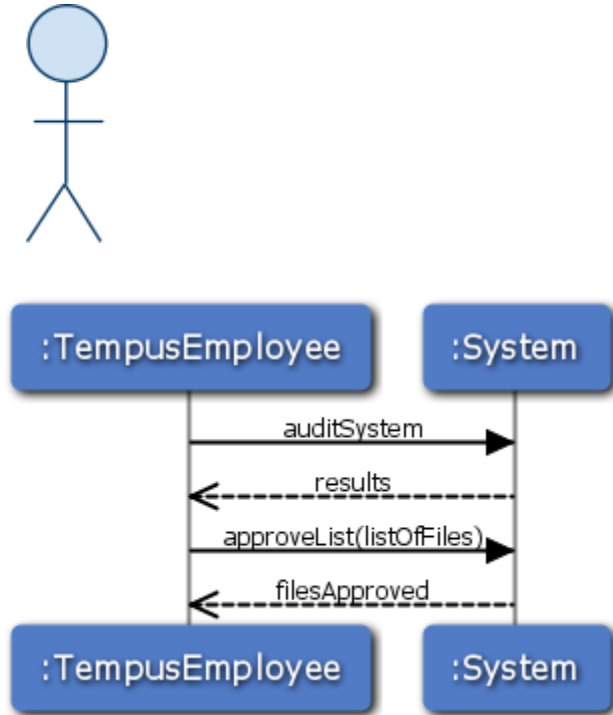 :TempusEmployee :System
auditSystem
results
approveList(listOfFiles)
filesApproved
:TempusEmployee :System